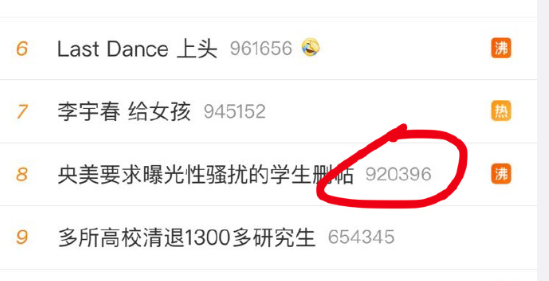 6 Last Dance 上头 961656 沸
7 李宇春 给女孩 945152 热
8 央美要求曝光性骚扰的学生删帖 920396 沸
9 多所高校清退1300多研究生 654345